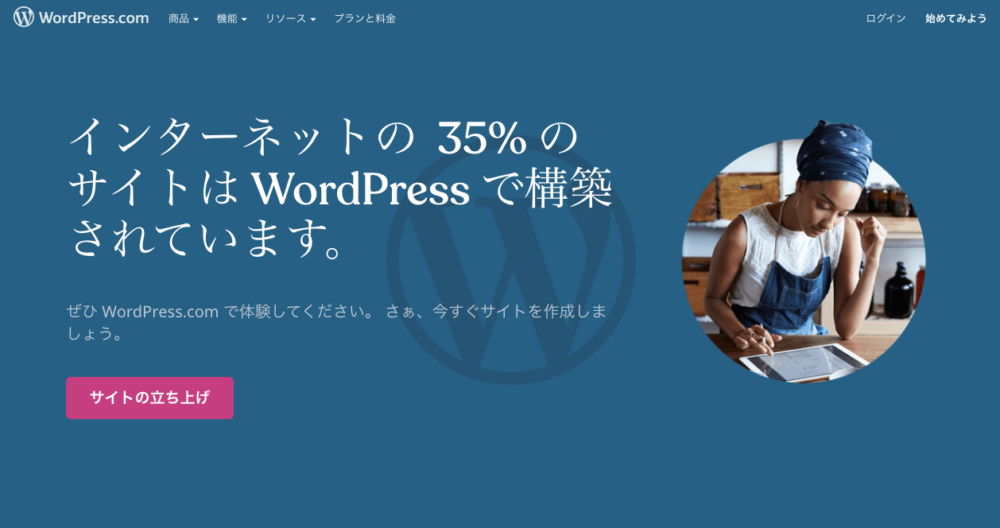 WordPress.com 商品 機能 リソース プランと料金 ログイン 始めてみよう
インターネットの 35% の
サイトは WordPress で構築
されています。
ぜひ WordPress.com で体験してください。 さぁ、今すぐサイトを作成しま
しょう。
サイトの立ち上げ